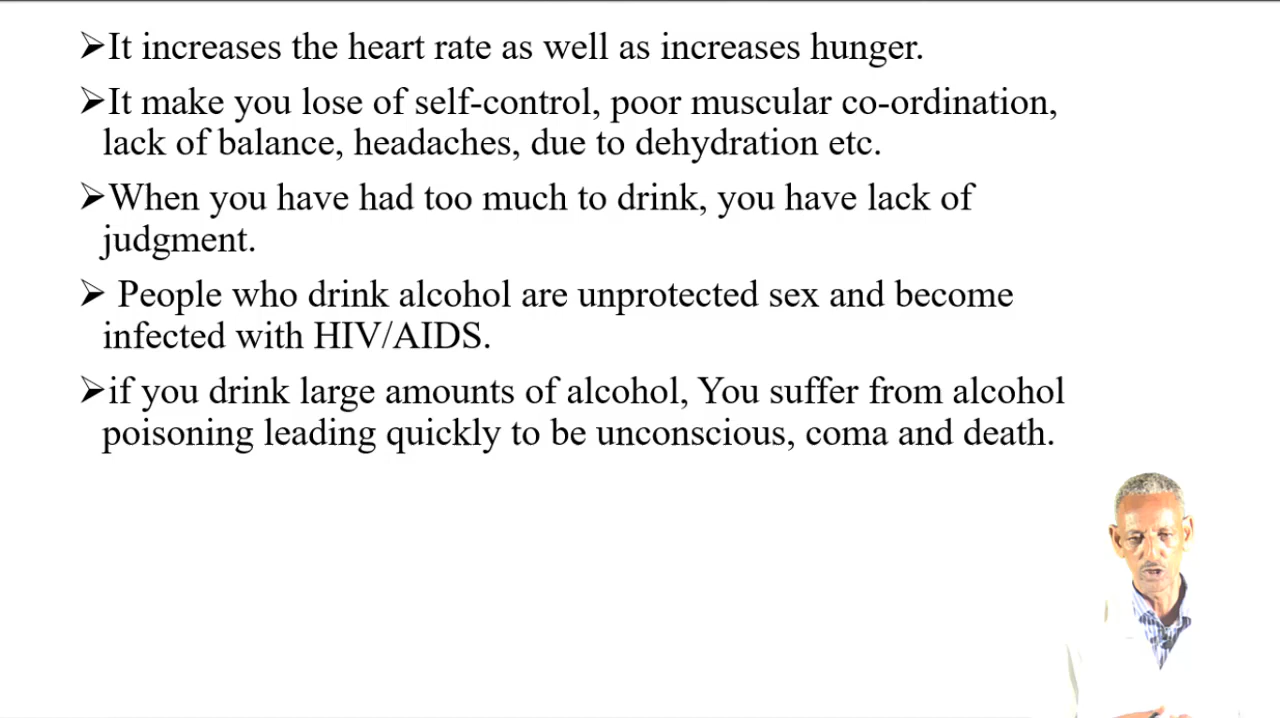 ➢It increases the heart rate as well as increases hunger.
➢It make you lose of self-control, poor muscular co-ordination,
lack of balance, headaches, due to dehydration etc.
➢When you have had too much to drink, you have lack of
judgment.
➢ People who drink alcohol are unprotected sex and become
infected with HIV/AIDS.
➢if you drink large amounts of alcohol, You suffer from alcohol
poisoning leading quickly to be unconscious, coma and death.